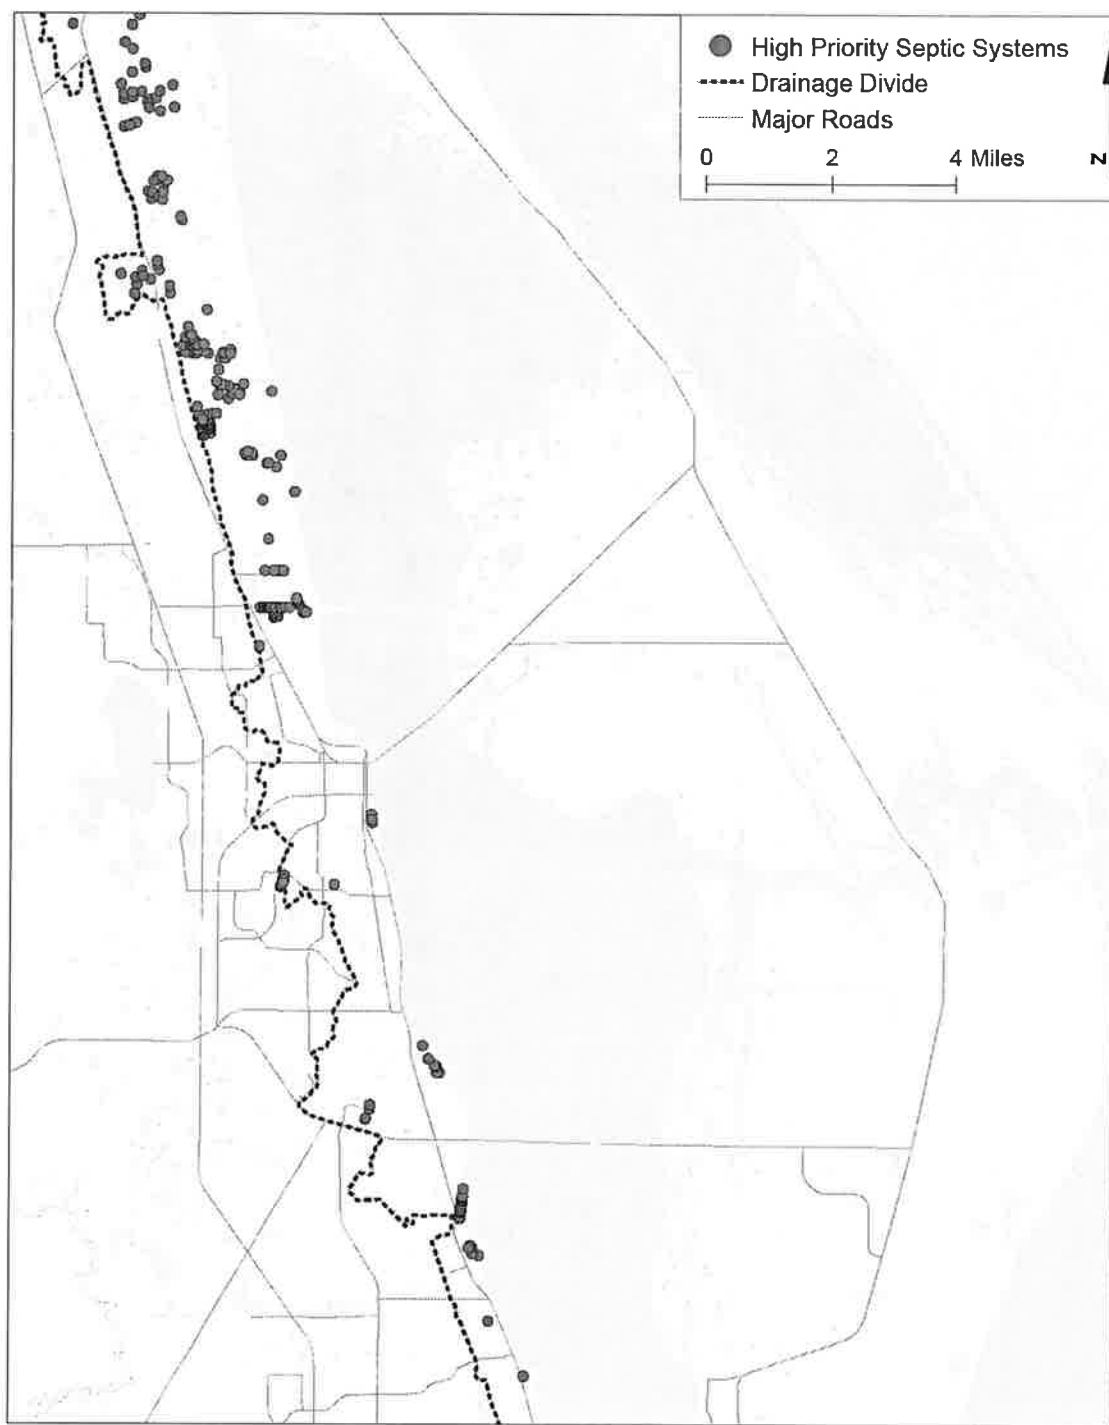 High Priority Septic Systems
Drainage Divide
Major Roads
0 2 4 Miles
N